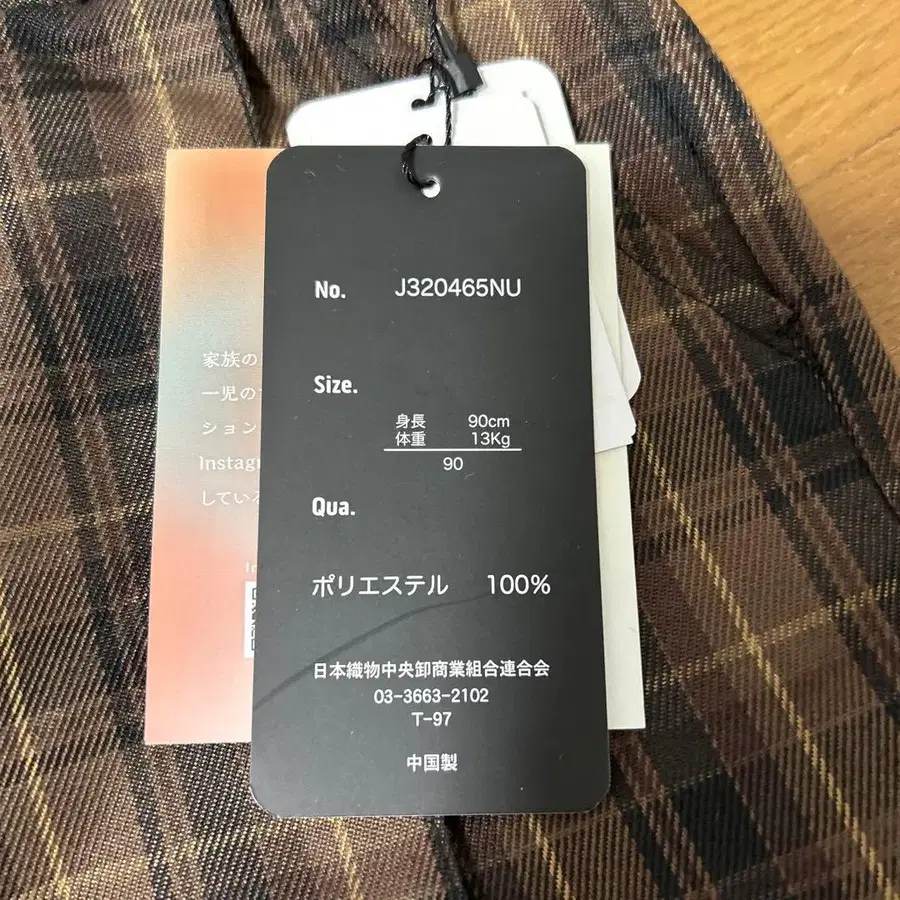 No. J320465NU
Size.
身長 90cm
体重 13Kg
90
Qua.
ポリエステル 100%
日本織物中央卸商業組合連合会
03-3663-2102
T-97
中国製
家族の
一児の
ション
Instag
している